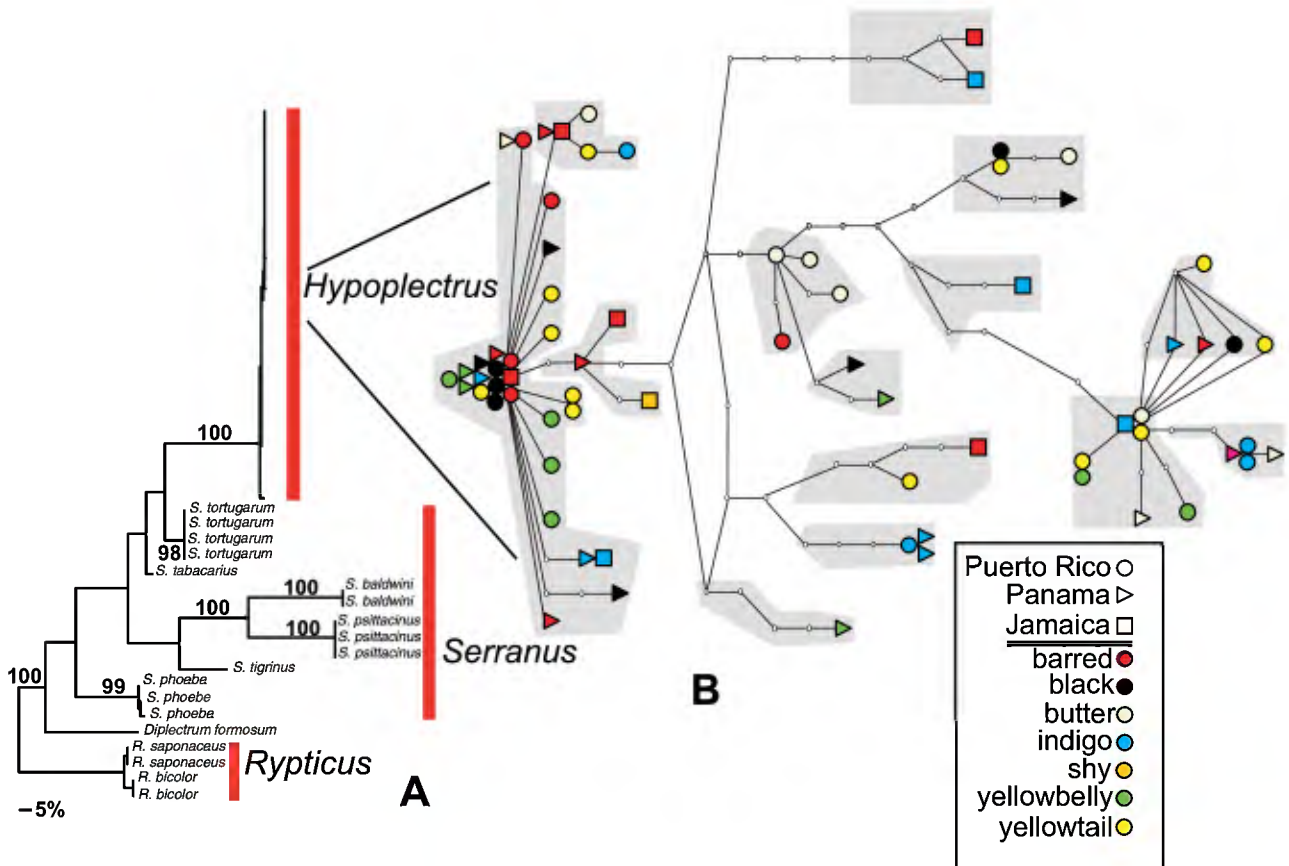 Hypoplectrus
100
S. tortugarum
S. tortugarum
S. tortugarum
98
S. tortugarum
S. tabacarius
100
S. baldwini
S. baldwini
100
100
S. psittacinus
S. psittacinus
S. psittacinus
Serranus
S. tigrinus
100
99
S. phoebe
S. phoebe
S. phoebe
Diplectrum formosum
R. saponaceus
R. saponaceus
R. bicolor
R. bicolor
Rypticus
5%
A
B
Puerto Rico
Panama
Jamaica
barred
black
butter
indigo
shy
yellowbelly
yellowtail